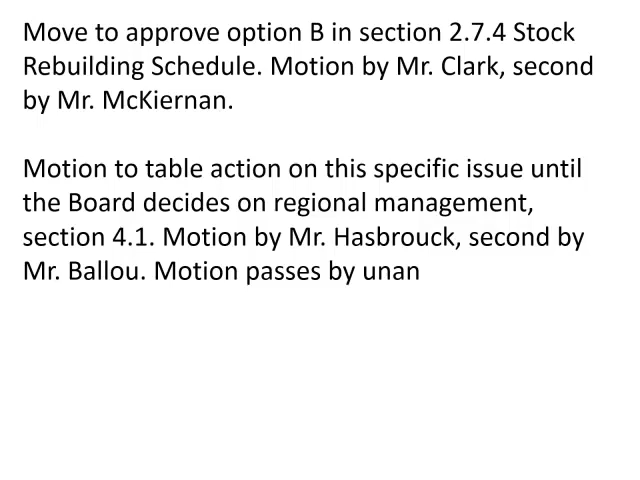 Move to approve option B in section 2.7.4 Stock
Rebuilding Schedule. Motion by Mr. Clark, second
by Mr. McKiernan.
Motion to table action on this specific issue until
the Board decides on regional management,
section 4.1. Motion by Mr. Hasbrouck, second by
Mr. Ballou. Motion passes by unan